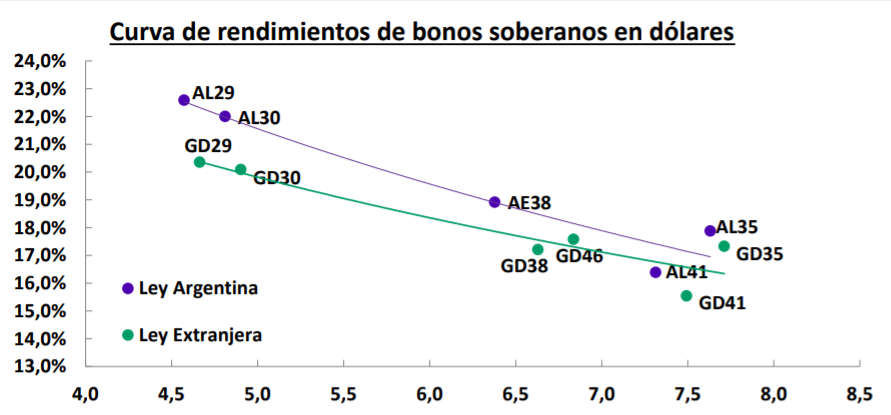 Curva de rendimientos de bonos soberanos en dólares
24,0%
23,0%
22,0%
21,0%
20,0%
19,0%
18,0%
17,0%
16,0%
15,0%
14,0%
13,0%
AL29
AL30
GD29
GD30
AE38
AL35
GD35
GD46
GD38
AL41
GD41
Ley Argentina
Ley Extranjera
4,0 4,5 5,0 5,5 6,0 6,5 7,0 7,5 8,0 8,5